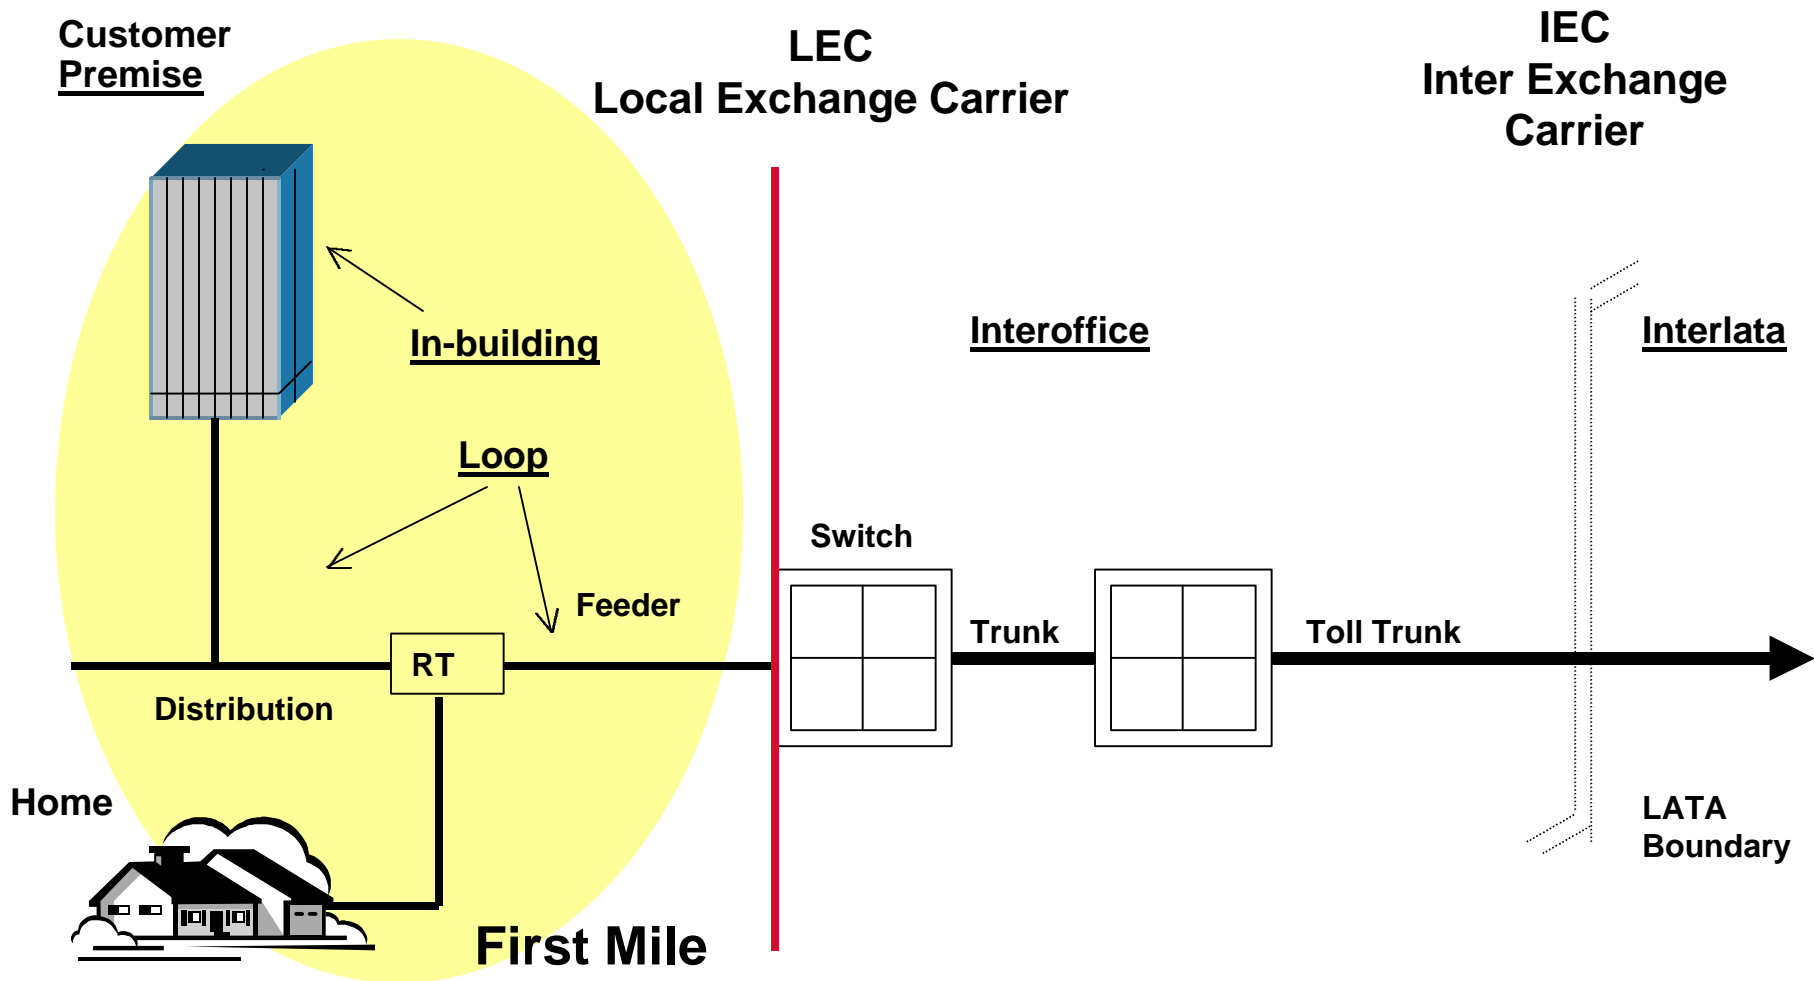 Customer
Premise
LEC
Local Exchange Carrier
IEC
Inter Exchange
Carrier
In-building
Interoffice
Interlata
Loop
Switch
Feeder
Trunk
Toll Trunk
RT
Distribution
Home
LATA
Boundary
First Mile